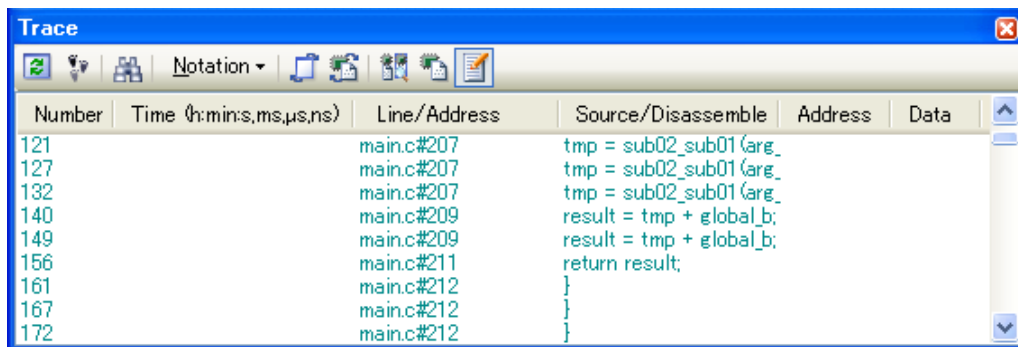 Trace
Notation
Number Time (h:min:s,ms,µs,ns) Line/Address Source/Disassemble Address Data
121 main.c#207 tmp = sub02_sub01(arg_
127 main.c#207 tmp = sub02_sub01(arg_
132 main.c#207 tmp = sub02_sub01(arg_
140 main.c#209 result = tmp + global_b;
149 main.c#209 result = tmp + global_b;
156 main.c#211 return result;
161 main.c#212 }
167 main.c#212 }
172 main.c#212 }